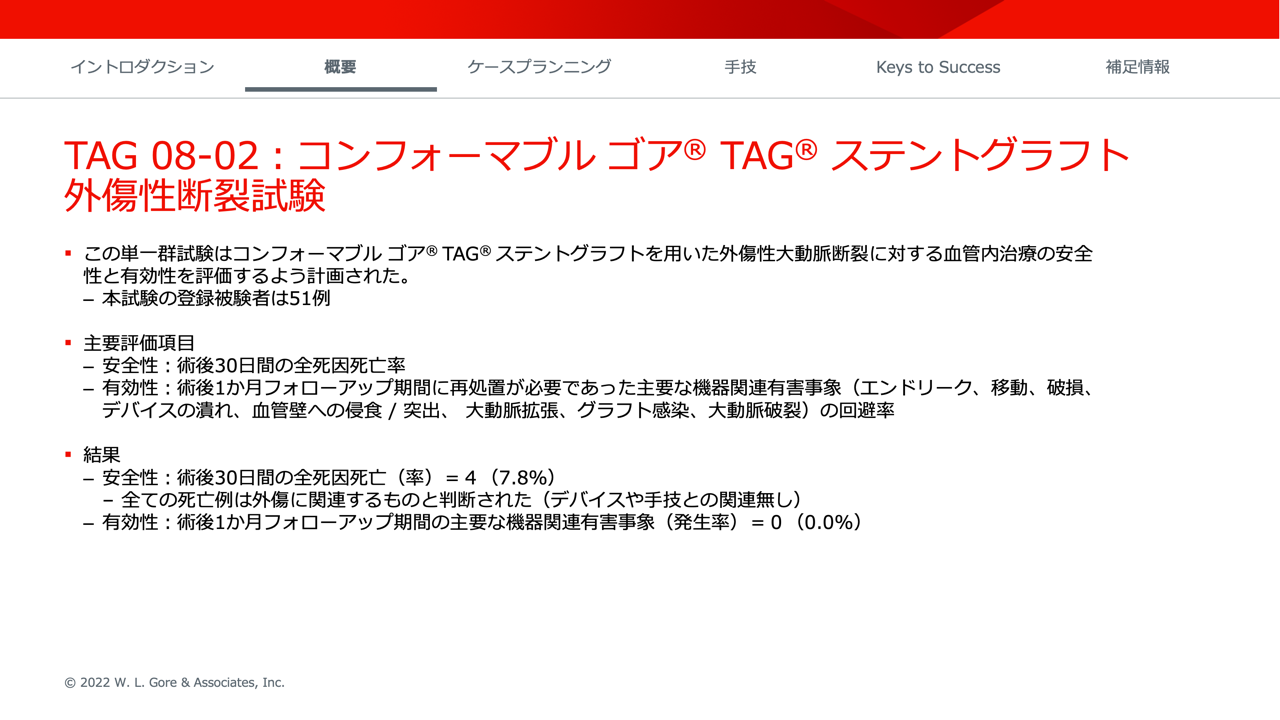 イントロダクション
概要
ケースプランニング
手技
Keys to Success
補足情報
TAG 08-02：コンフォーマブル ゴア® TAG® ステントグラフト
外傷性断裂試験
▪ この単一群試験はコンフォーマブル ゴア® TAG® ステントグラフトを用いた外傷性大動脈断裂に対する血管内治療の安全
性と有効性を評価するよう計画された。
– 本試験の登録被験者は51例
▪ 主要評価項目
– 安全性：術後30日間の全死因死亡率
– 有効性：術後1か月フォローアップ期間に再処置が必要であった主要な機器関連有害事象（エンドリーク、移動、破損、
デバイスの潰れ、血管壁への侵食 / 突出、 大動脈拡張、グラフト感染、大動脈破裂）の回避率
▪ 結果
– 安全性：術後30日間の全死因死亡（率）= 4 （7.8%）
– 全ての死亡例は外傷に関連するものと判断された（デバイスや手技との関連無し）
– 有効性：術後1か月フォローアップ期間の主要な機器関連有害事象（発生率）= 0 （0.0%）
© 2022 W. L. Gore & Associates, Inc.